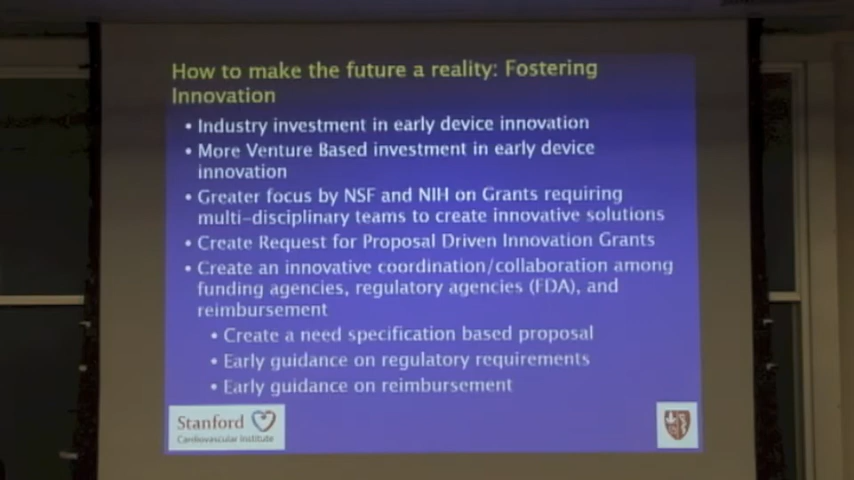 How to make the future a reality: Fostering
Innovation
• Industry investment in early device innovation
• More Venture Based investment in early device
innovation
• Greater focus by NSF and NIH on Grants requiring
multi-disciplinary teams to create innovative solutions
• Create Request for Proposal Driven Innovation Grants
• Create an innovative coordination/collaboration among
funding agencies, regulatory agencies (FDA), and
reimbursement
• Create a need specification based proposal
• Early guidance on regulatory requirements
• Early guidance on reimbursement
Stanford
Cardiovascular Institute